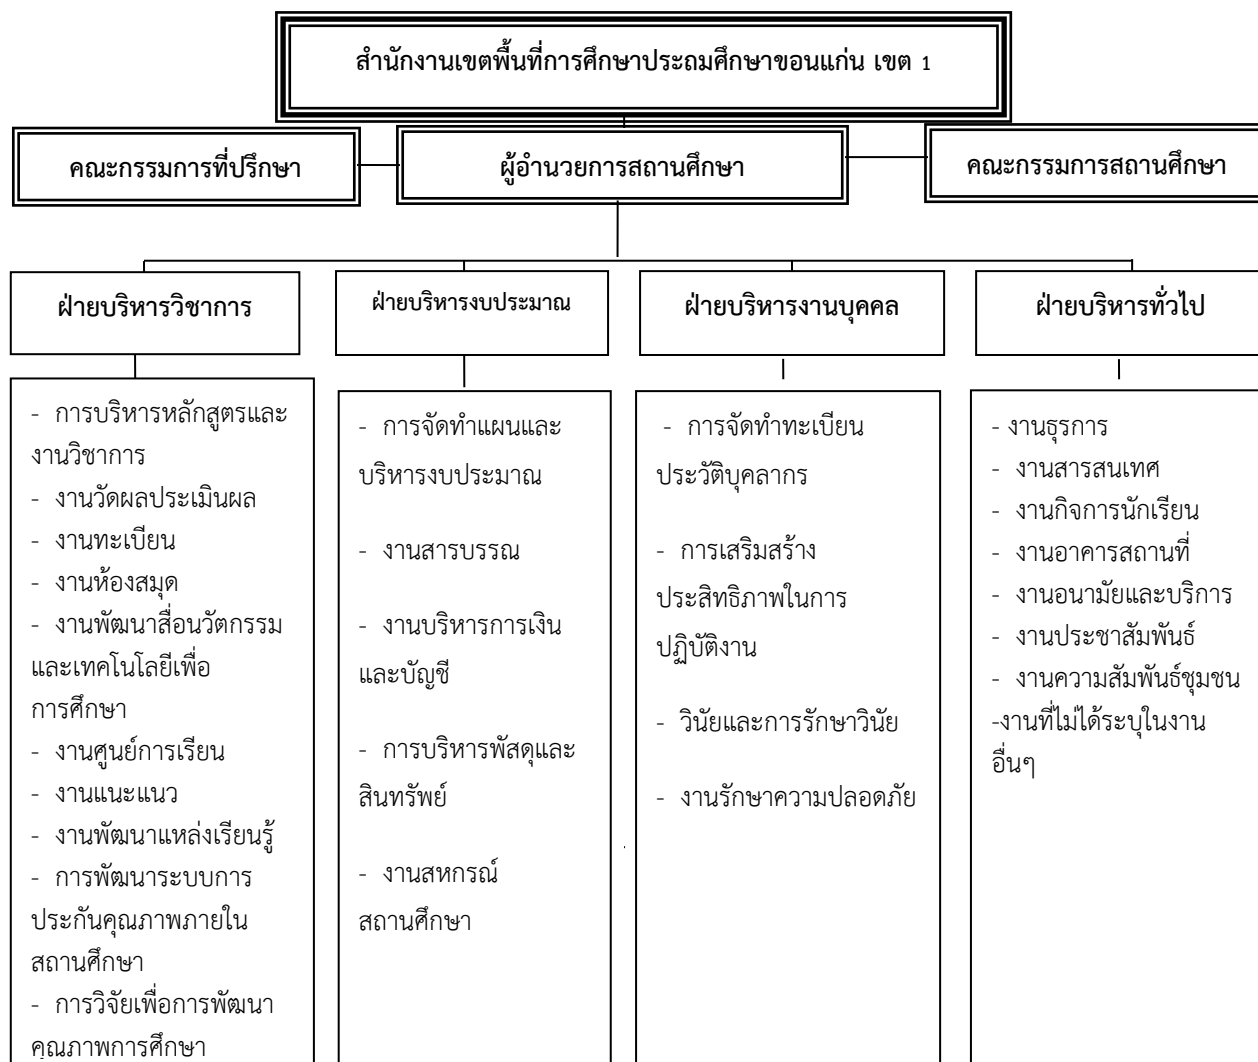 สำนักงานเขตพื้นที่การศึกษาประถมศึกษาขอนแก่น เขต 1
คณะกรรมการที่ปรึกษา
ผู้อำนวยการสถานศึกษา
คณะกรรมการสถานศึกษา
ฝ่ายบริหารวิชาการ
ฝ่ายบริหารงบประมาณ
ฝ่ายบริหารงานบุคคล
ฝ่ายบริหารทั่วไป
- การบริหารหลักสูตรและ
งานวิชาการ
- งานวัดผลประเมินผล
- งานทะเบียน
- งานห้องสมุด
- งานพัฒนาสื่อนวัตกรรม
และเทคโนโลยีเพื่อ
การศึกษา
- งานศูนย์การเรียน
- งานแนะแนว
- งานพัฒนาแหล่งเรียนรู้
- การพัฒนาระบบการ
ประกันคุณภาพภายใน
สถานศึกษา
- การวิจัยเพื่อการพัฒนา
คุณภาพการศึกษา
- การจัดทำแผนและ
บริหารงบประมาณ
- งานสารบรรณ
- งานบริหารการเงิน
และบัญชี
- การบริหารพัสดุและ
สินทรัพย์
- งานสหกรณ์
สถานศึกษา
- การจัดทำทะเบียน
ประวัติบุคลากร
- การเสริมสร้าง
ประสิทธิภาพในการ
ปฏิบัติงาน
- วินัยและการรักษาวินัย
- งานรักษาความปลอดภัย
- งานธุรการ
- งานสารสนเทศ
- งานกิจการนักเรียน
- งานอาคารสถานที่
- งานอนามัยและบริการ
- งานประชาสัมพันธ์
- งานความสัมพันธ์ชุมชน
-งานที่ไม่ได้ระบุในงาน
อื่นๆ